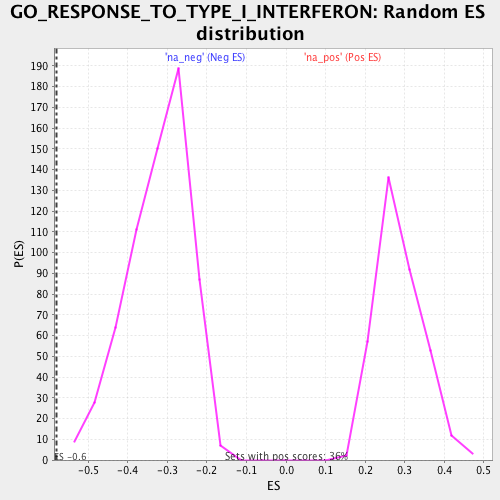 GO_RESPONSE_TO_TYPE_I_INTERFERON: Random ES
distribution
'na_neg' (Neg ES) 'na_pos' (Pos ES)
190
180
170
160
150
140
130
120
110
100
90
80
70
60
50
40
30
20
10
0
P(ES)
ES -0.6
Sets with pos scores: 36%
-0.5 -0.4 -0.3 -0.2 -0.1 0.0 0.1 0.2 0.3 0.4 0.5
ES